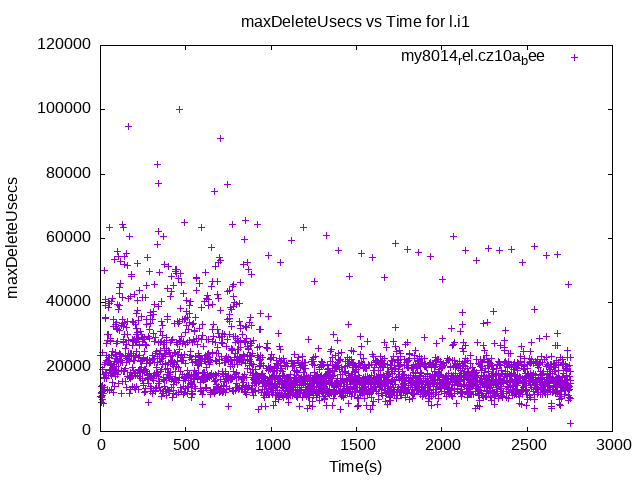 maxDeleteUsecs vs Time for l.i1
120000
my8014rel.cz10abee
100000
80000
60000
40000
20000
0
maxDeleteUsecs
0 500 1000 1500 2000 2500 3000
Time(s)